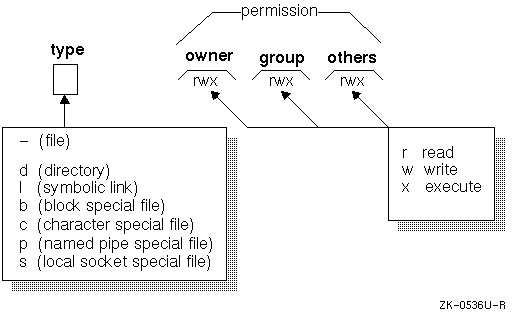 permission
type
owner group others
rwx rwx rwx
– (file)
d (directory)
l (symbolic link)
b (block special file)
c (character special file)
p (named pipe special file)
s (local socket special file)
r read
w write
x execute
ZK–0536U–R